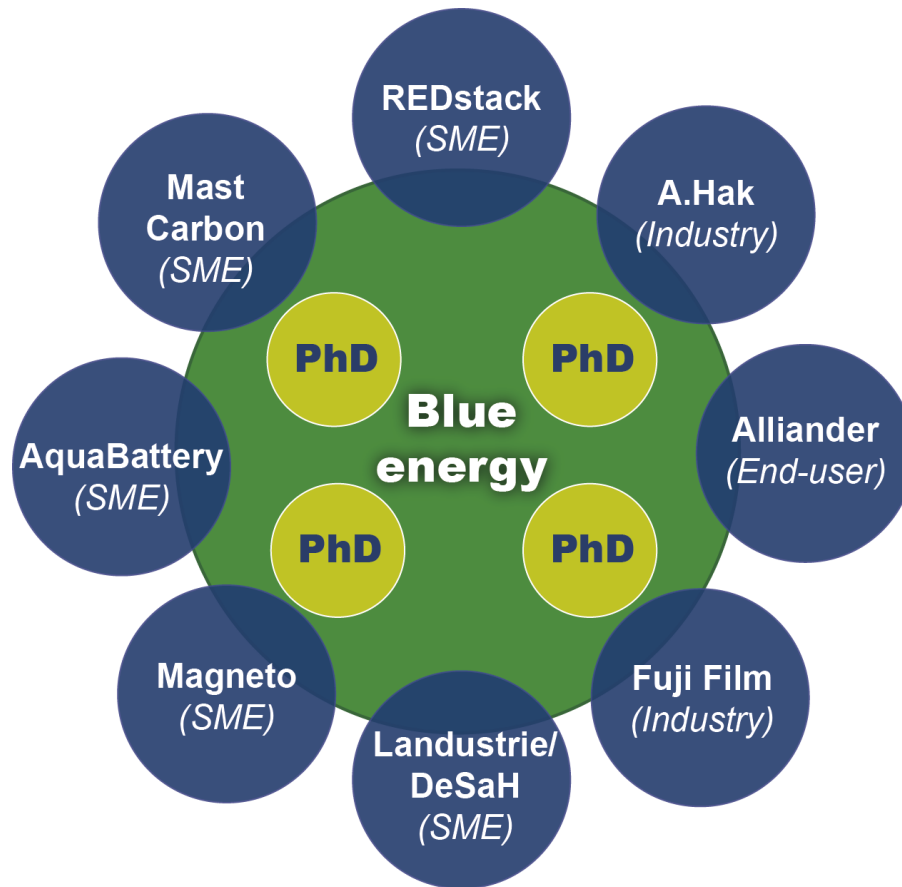 REDstack
(SME)
A.Hak
(Industry)
Alliander
(End-user)
Fuji Film
(Industry)
Landustrie/
DeSaH
(SME)
Magneto
(SME)
AquaBattery
(SME)
Mast
Carbon
(SME)
PhD
PhD
Blue
energy
PhD
PhD